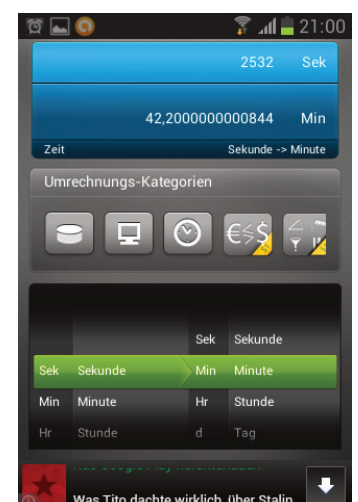 21:00
2532 Sek
42,2000000000844 Min
Zeit Sekunde -> Minute
Umrechnungs-Kategorien
€ $
Sek Sekunde
Sek Sekunde Min Minute
Min Minute Hr Stunde
Hr Stunde d Tag
Was Tito dachte wirklich über Stalin